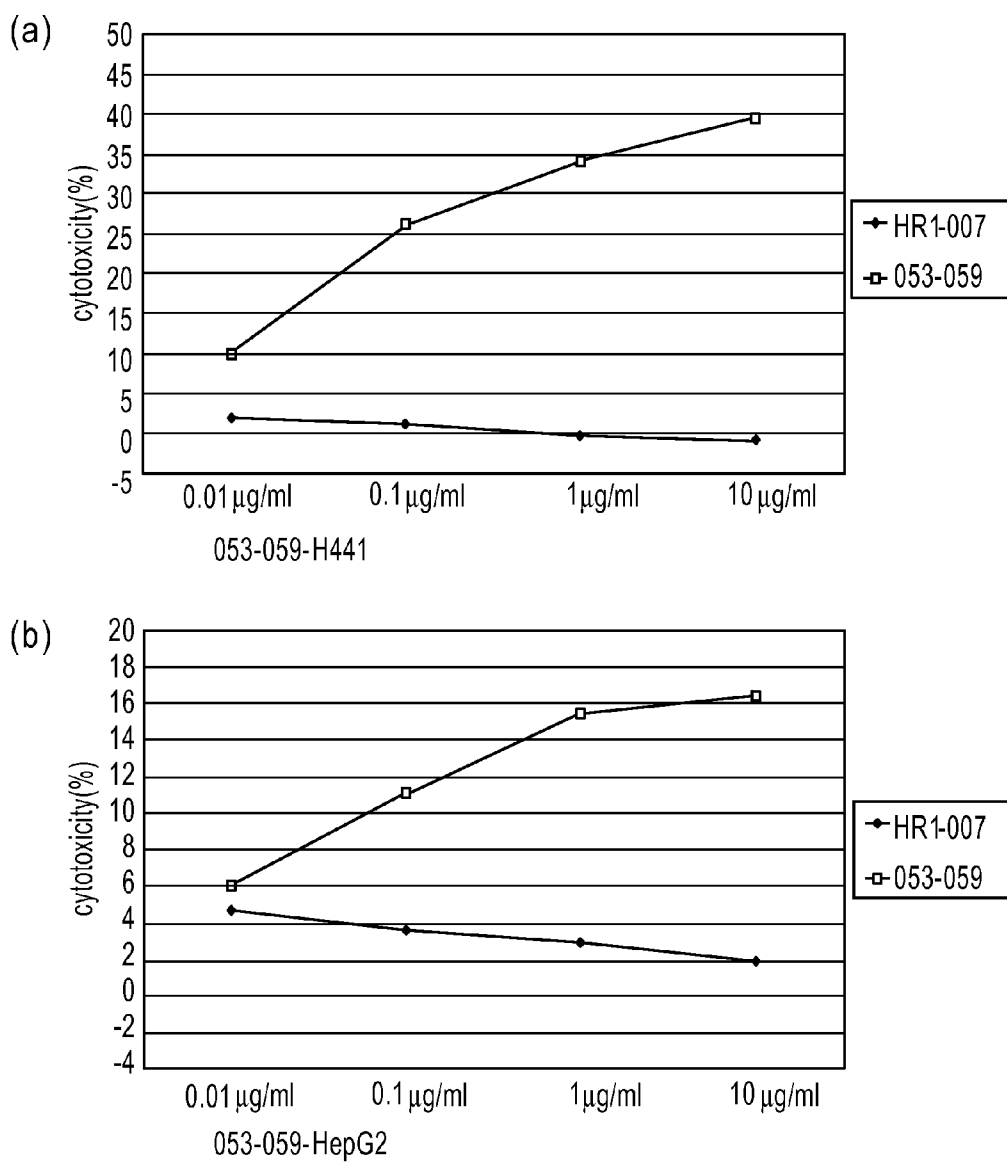 (a)
cytotoxicity(%)
50
45
40
35
30
25
20
15
10
5
0
-5
0.01μg/ml 0.1μg/ml 1μg/ml 10μg/ml
053-059-H441
HR1-007
053-059
(b)
cytotoxicity(%)
20
18
16
14
12
10
8
6
4
2
0
-2
-4
0.01μg/ml 0.1μg/ml 1μg/ml 10μg/ml
053-059-HepG2
HR1-007
053-059